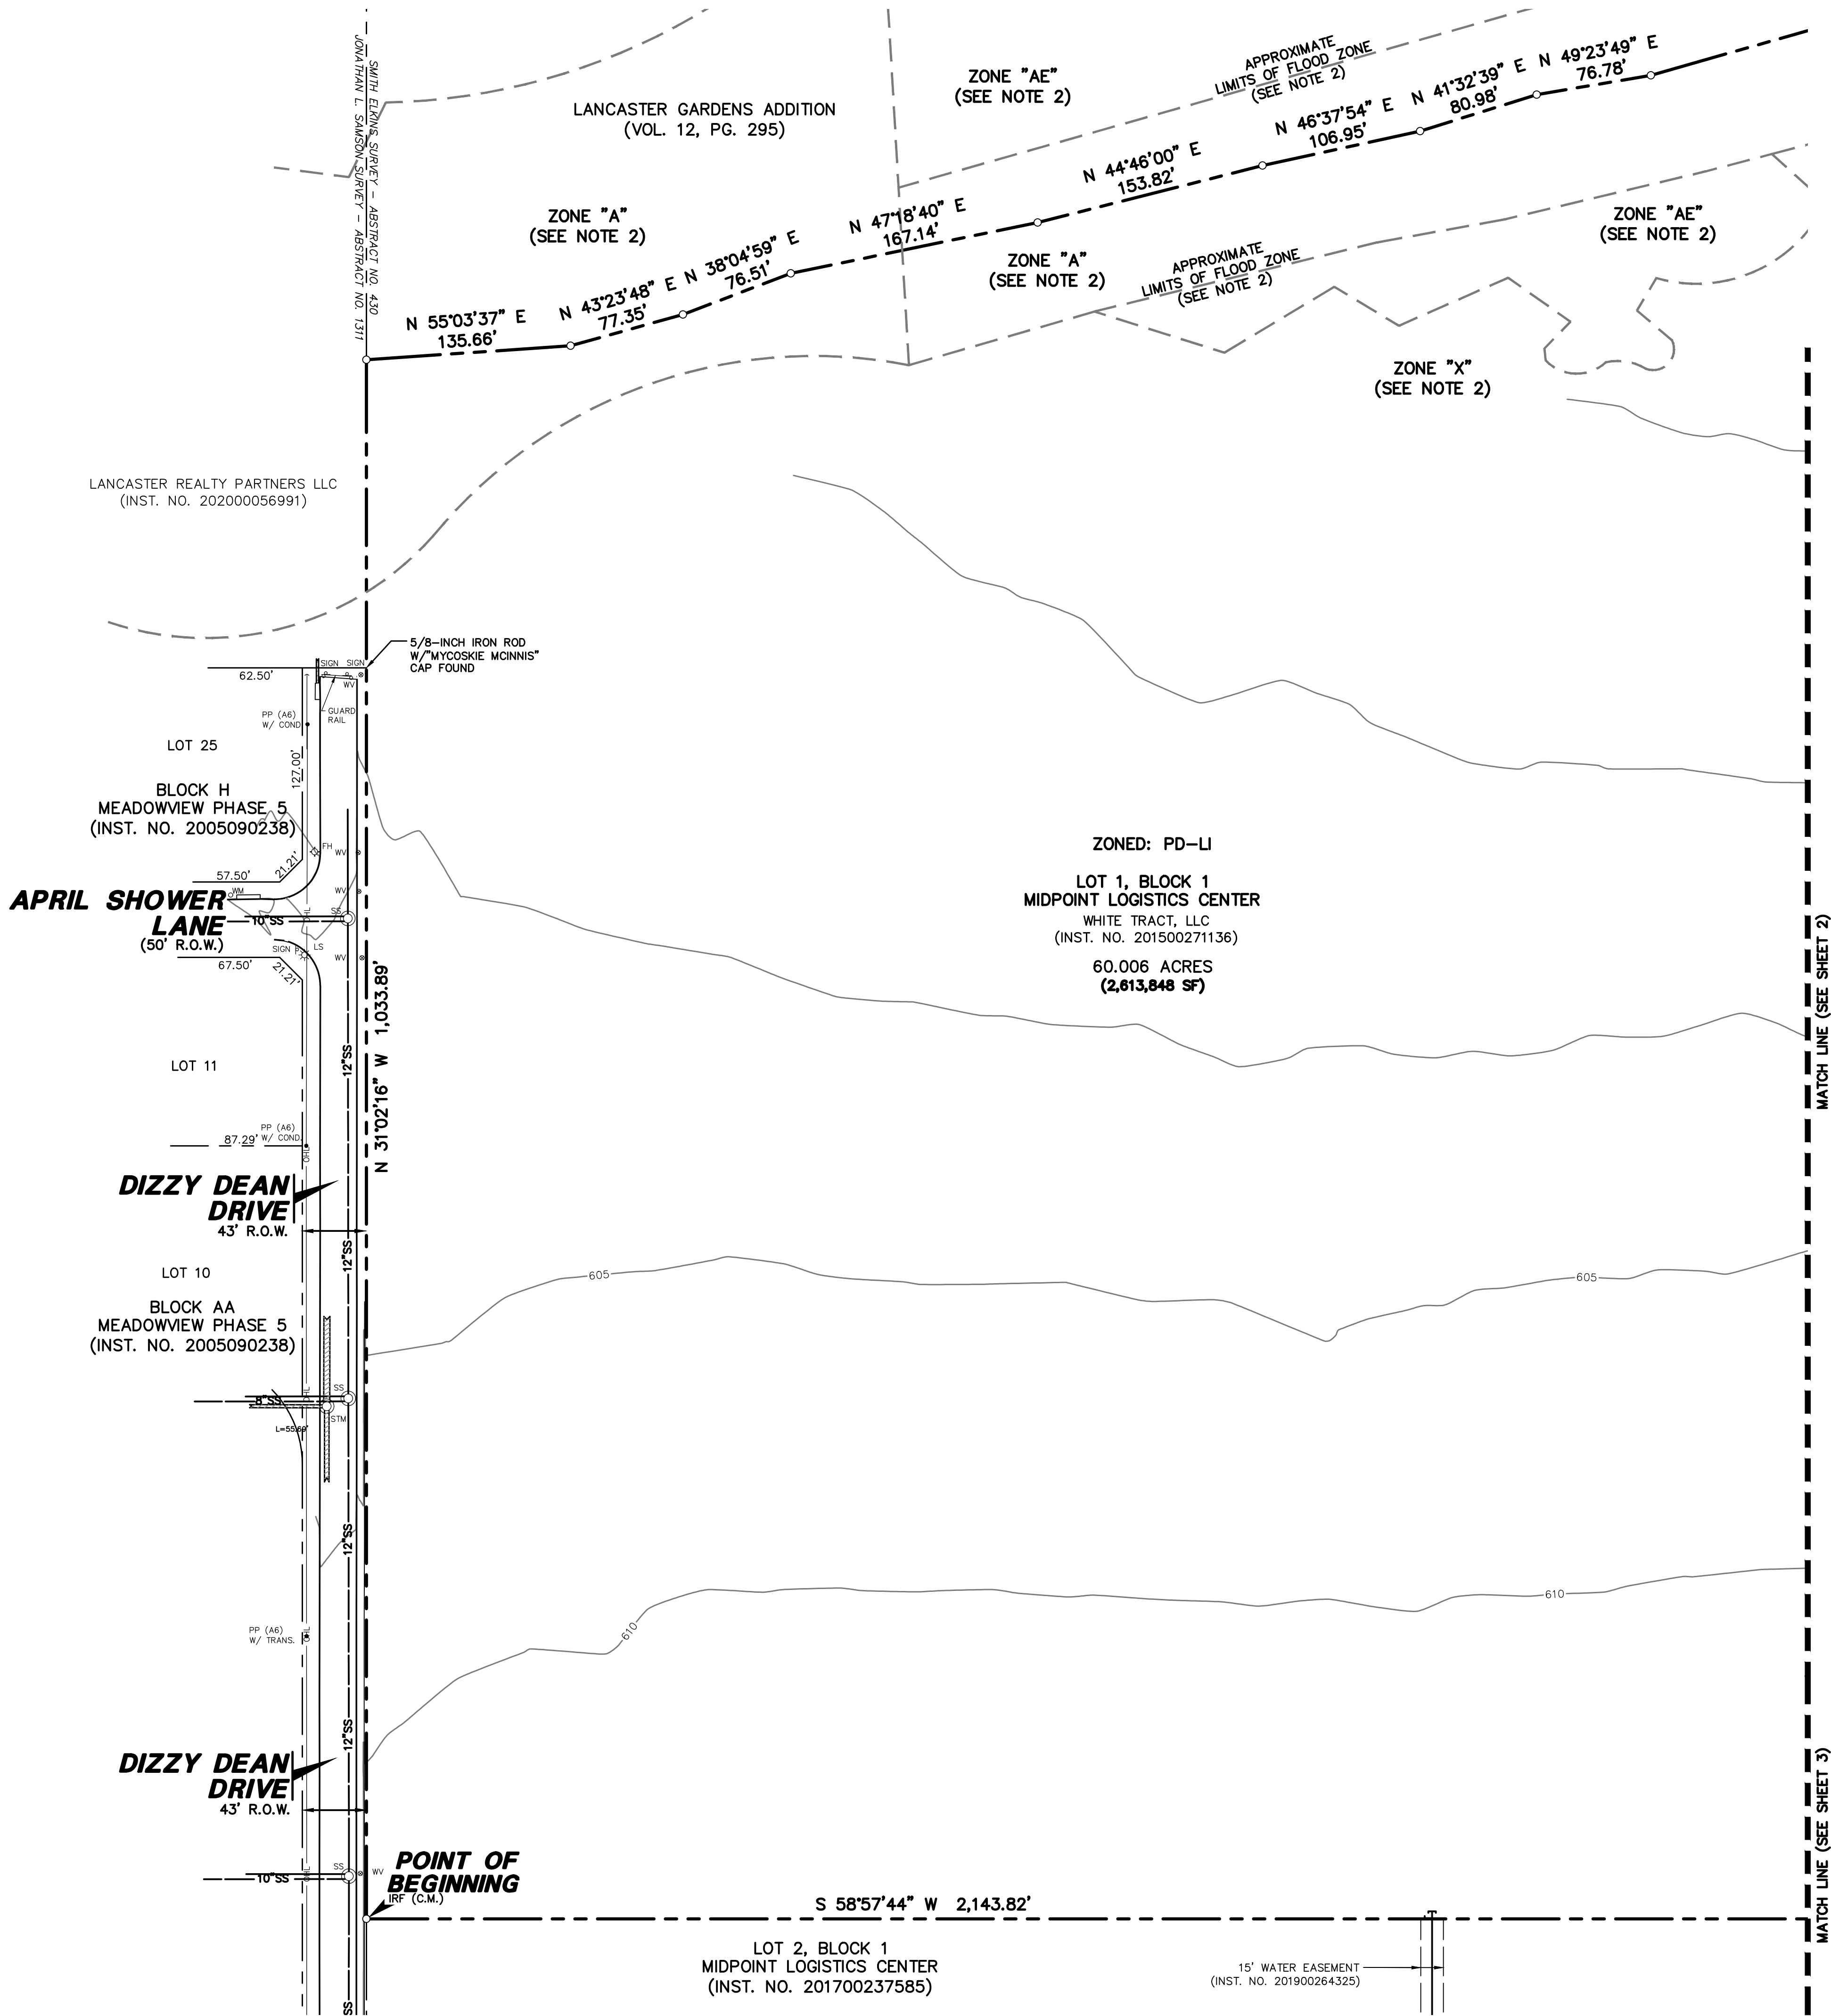 SMITH ELKINS SURVEY - ABSTRACT NO. 430
JONATHAN L. SAMSON SURVEY - ABSTRACT NO. 1311
LANCASTER GARDENS ADDITION
(VOL. 12, PG. 295)
ZONE "AE"
(SEE NOTE 2)
APPROXIMATE
LIMITS OF FLOOD ZONE
(SEE NOTE 2)
N 49°23'49" E
76.78'
N 41°32'39" E
80.98'
N 46°37'54" E
106.95'
N 44°46'00" E
153.82'
N 47°18'40" E
167.14'
N 38°04'59" E
76.51'
N 43°23'48" E
77.35'
N 55°03'37" E
135.66'
ZONE "A"
(SEE NOTE 2)
ZONE "A"
(SEE NOTE 2)
APPROXIMATE
LIMITS OF FLOOD ZONE
(SEE NOTE 2)
ZONE "AE"
(SEE NOTE 2)
ZONE "X"
(SEE NOTE 2)
LANCASTER REALTY PARTNERS LLC
(INST. NO. 202000056991)
5/8-INCH IRON ROD
W/"MYCOSKIE MCINNIS"
CAP FOUND
62.50'
SIGN
SIGN
WV
GUARD
RAIL
PP (A6)
W/ COND
LOT 25
127.00'
BLOCK H
MEADOWVIEW PHASE 5
(INST. NO. 2005090238)
FH
WV
21.21'
57.50'
WM
WV
APRIL SHOWER
LANE
(50' R.O.W.)
10"SS
SS
OHL
SIGN
LS
WV
67.50'
21.21'
N 31°02'16" W 1,033.89'
12"SS
ZONED: PD-LI
LOT 1, BLOCK 1
MIDPOINT LOGISTICS CENTER
WHITE TRACT, LLC
(INST. NO. 201500271136)
60.006 ACRES
(2,613,848 SF)
MATCH LINE (SEE SHEET 2)
LOT 11
PP (A6)
W/ COND.
87.29'
OHL
DIZZY DEAN
DRIVE
43' R.O.W.
12"SS
LOT 10
605
605
BLOCK AA
MEADOWVIEW PHASE 5
(INST. NO. 2005090238)
SS
8"SS
OHL
STM
L=55.69'
12"SS
610
610
PP (A6)
W/ TRANS.
OHL
12"SS
DIZZY DEAN
DRIVE
43' R.O.W.
MATCH LINE (SEE SHEET 3)
SS
WV
10"SS
OHL
POINT OF
BEGINNING
IRF (C.M.)
S 58°57'44" W 2,143.82'
LOT 2, BLOCK 1
MIDPOINT LOGISTICS CENTER
(INST. NO. 201700237585)
15' WATER EASEMENT
(INST. NO. 201900264325)
SS